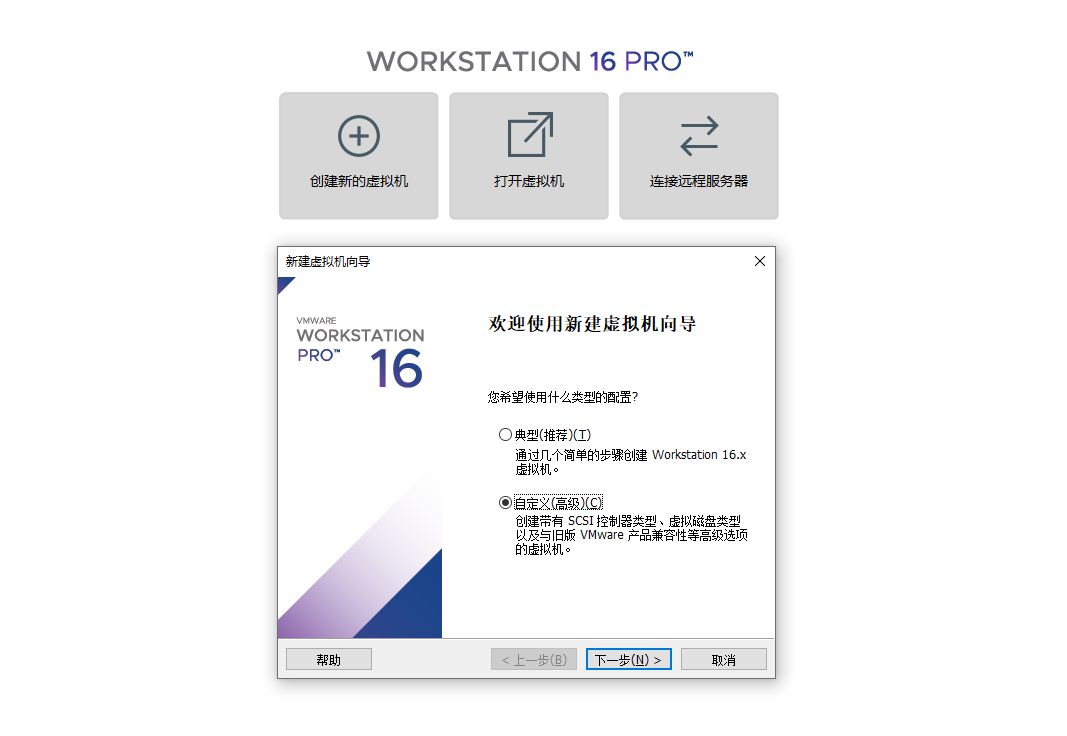 WORKSTATION 16 PRO™
创建新的虚拟机
打开虚拟机
连接远程服务器
新建虚拟机向导
VMWARE
WORKSTATION
PRO™
16
欢迎使用新建虚拟机向导
您希望使用什么类型的配置?
典型(推荐)(T)
通过几个简单的步骤创建 Workstation 16.x
虚拟机。
自定义(高级)(C)
创建带有 SCSI 控制器类型、虚拟磁盘类型
以及与旧版 VMware 产品兼容性等高级选项
的虚拟机。
帮助
< 上一步(B)
下一步(N) >
取消